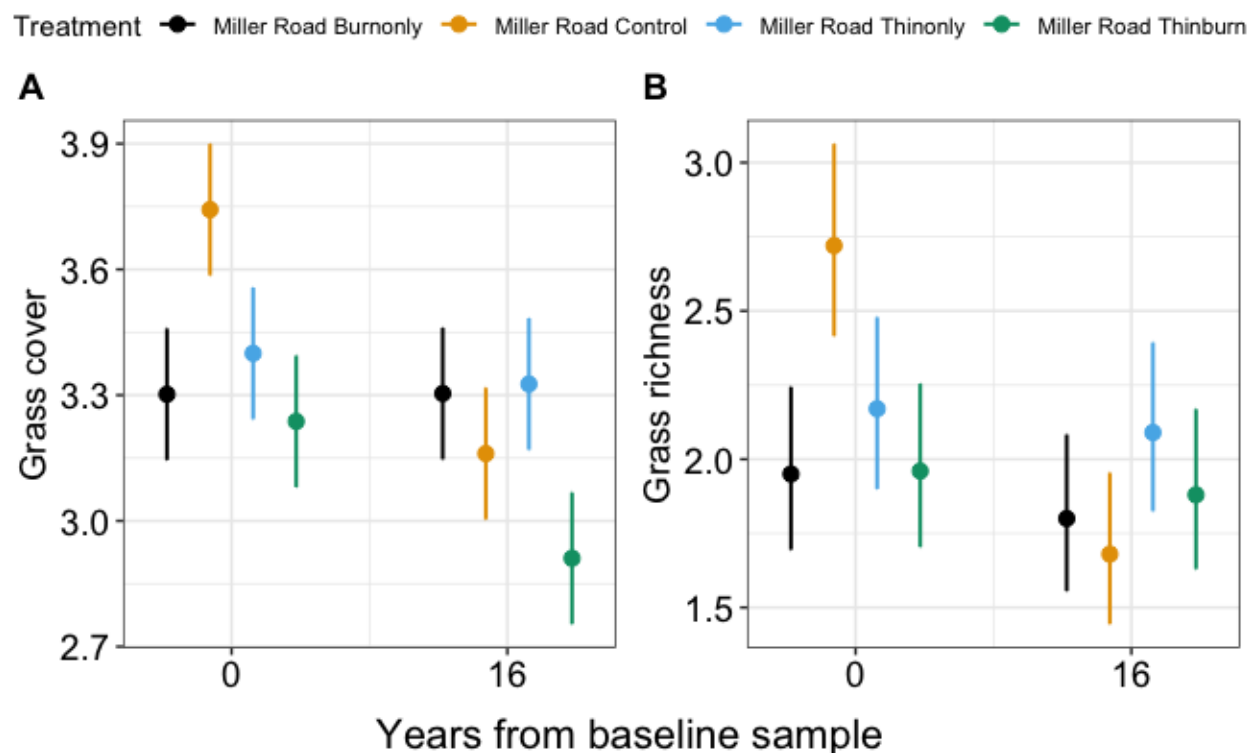 Treatment Miller Road Burnonly Miller Road Control Miller Road Thinonly Miller Road Thinburn
A
B
Grass cover
3.9
3.6
3.3
3.0
2.7
0 16
Grass richness
3.0
2.5
2.0
1.5
0 16
Years from baseline sample